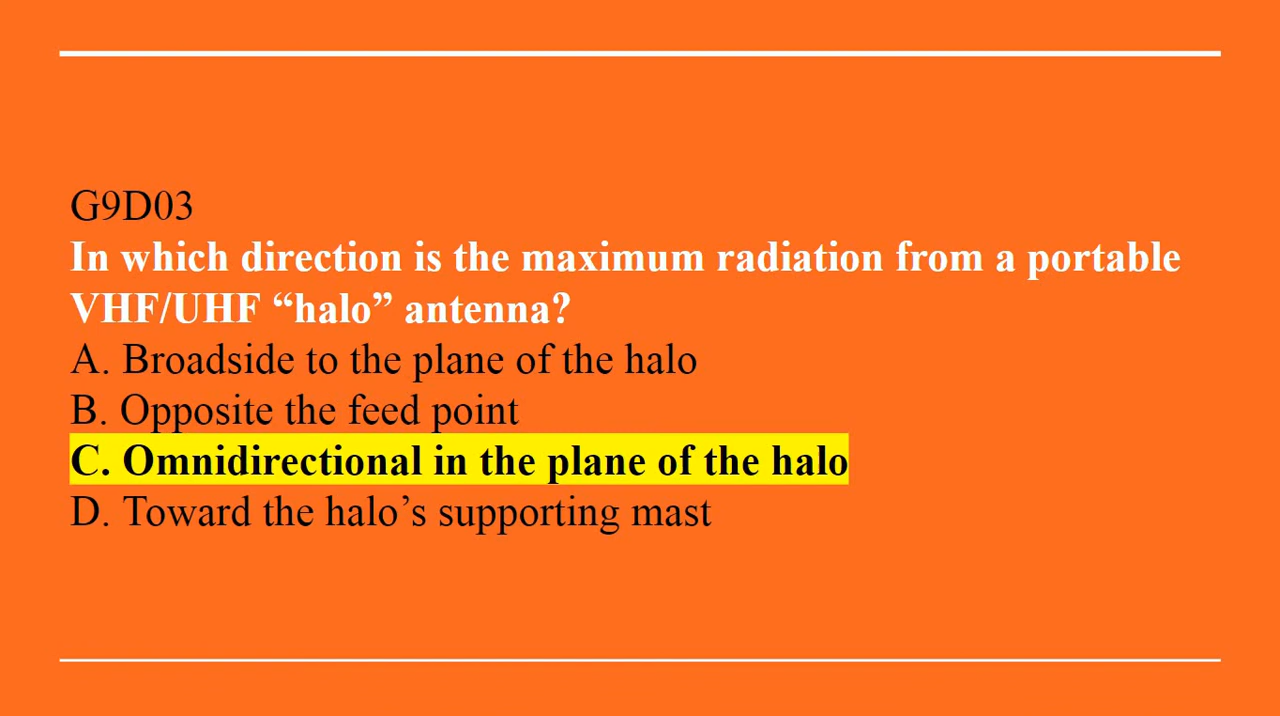 G9D03
In which direction is the maximum radiation from a portable
VHF/UHF “halo” antenna?
A. Broadside to the plane of the halo
B. Opposite the feed point
C. Omnidirectional in the plane of the halo
D. Toward the halo’s supporting mast